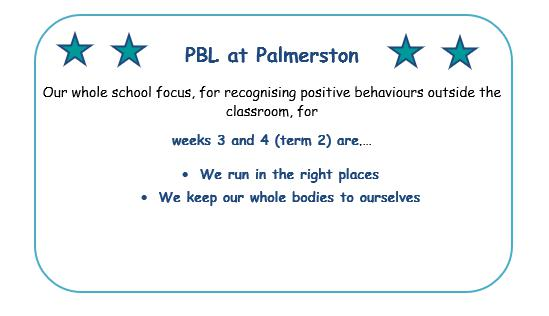 PBL at Palmerston
Our whole school focus, for recognising positive behaviours outside the
classroom, for
weeks 3 and 4 (term 2) are….
• We run in the right places
• We keep our whole bodies to ourselves